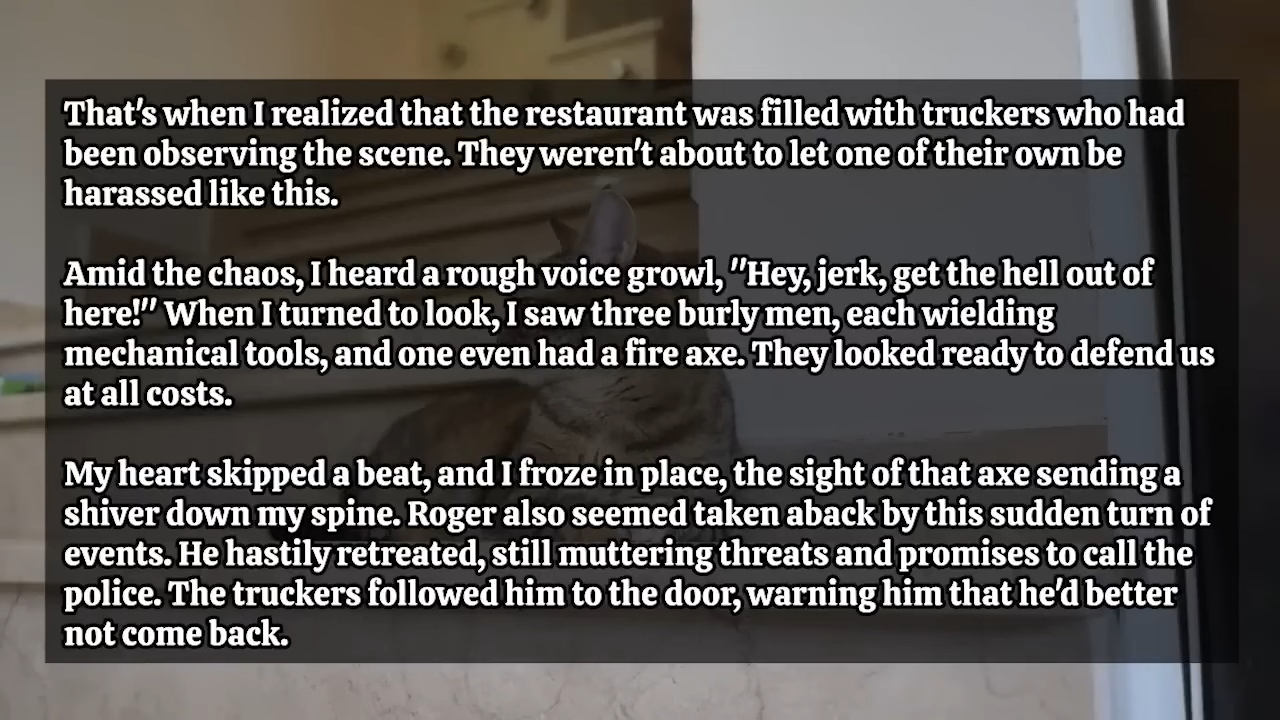 That's when I realized that the restaurant was filled with truckers who had
been observing the scene. They weren't about to let one of their own be
harassed like this.
Amid the chaos, I heard a rough voice growl, "Hey, jerk, get the hell out of
here!" When I turned to look, I saw three burly men, each wielding
mechanical tools, and one even had a fire axe. They looked ready to defend us
at all costs.
My heart skipped a beat, and I froze in place, the sight of that axe sending a
shiver down my spine. Roger also seemed taken aback by this sudden turn of
events. He hastily retreated, still muttering threats and promises to call the
police. The truckers followed him to the door, warning him that he'd better
not come back.